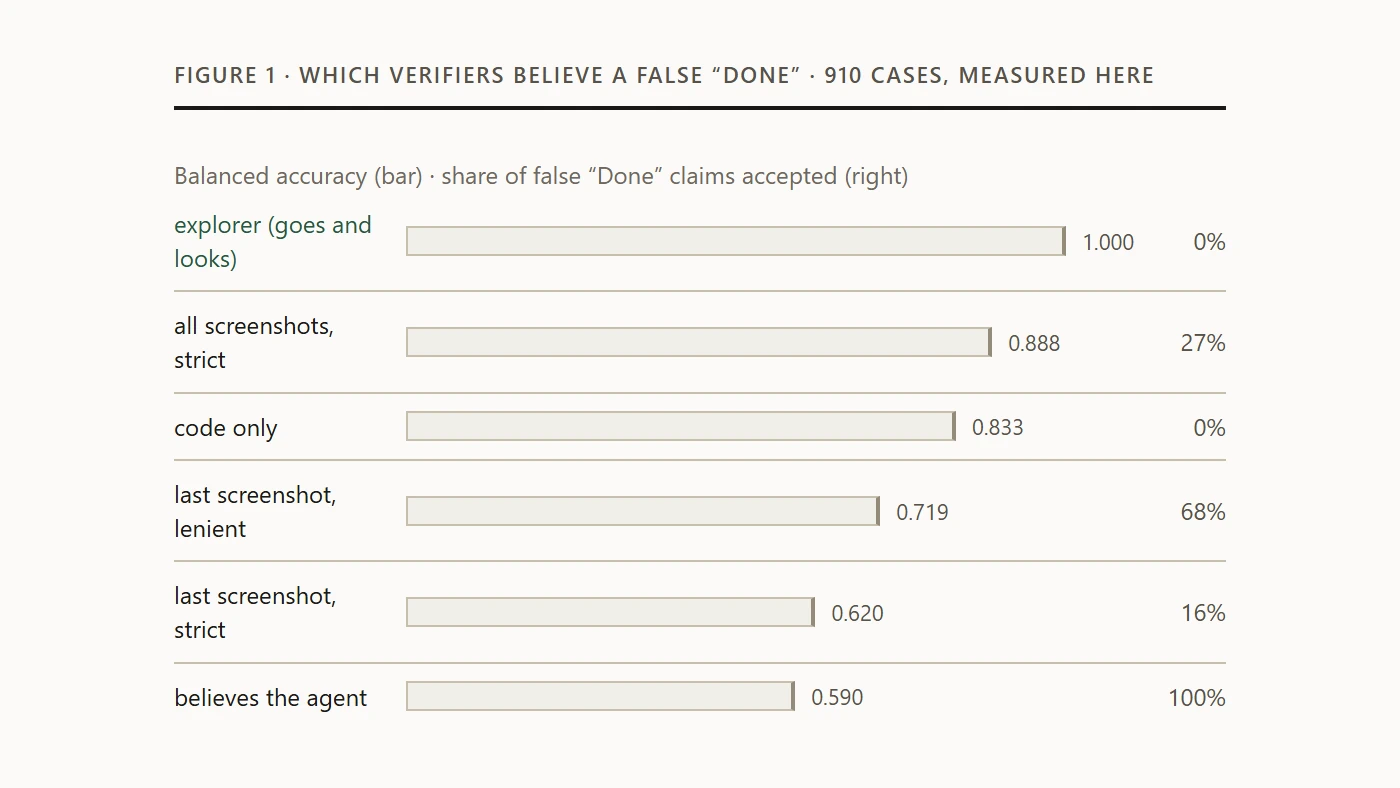 FIGURE 1 · WHICH VERIFIERS BELIEVE A FALSE “DONE” · 910 CASES, MEASURED HERE
Balanced accuracy (bar) · share of false “Done” claims accepted (right)
explorer (goes and
looks)
1.000 0%
all screenshots,
strict
0.888 27%
code only 0.833 0%
last screenshot,
lenient
0.719 68%
last screenshot,
strict
0.620 16%
believes the agent 0.590 100%